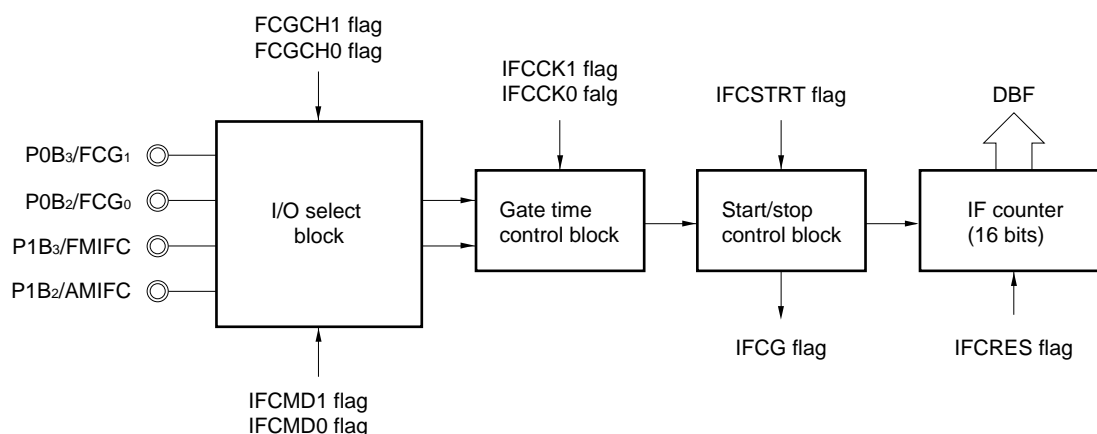 FCGCH1 flag
FCGCH0 flag
IFCCK1 flag
IFCCK0 falg
IFCSTRT flag
DBF
P0B3/FCG1
P0B2/FCG0
P1B3/FMIFC
P1B2/AMIFC
I/O select
block
Gate time
control block
Start/stop
control block
IF counter
(16 bits)
IFCG flag
IFCRES flag
IFCMD1 flag
IFCMD0 flag